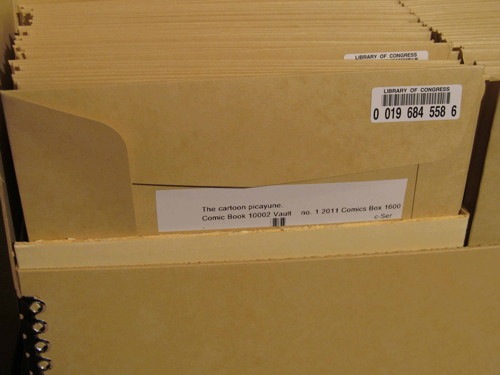 LIBRARY OF CONGRESS
LIBRARY OF CONGRESS
0 019 684 558 6
The cartoon picayune.
Comic Book 10002 Vault no. 1 2011 Comics Box 1600
c-Ser